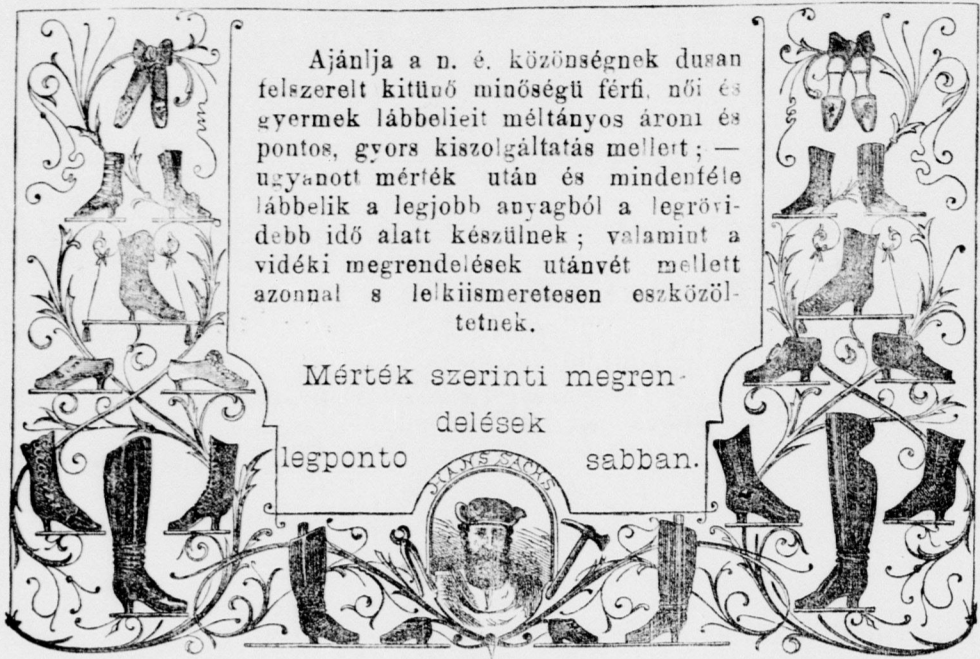 Ajánlja a n. é. közönségnek dusan
felszerelt kitünő minőségü férfi, női és
gyermek lábbelieit méltányos árom és
pontos, gyors kiszolgáltatás mellett; —
ugyanott mérték után és mindenféle
lábbelik a legjobb anyagból a legrövi-
debb idő alatt készülnek; valamint a
vidéki megrendelések utánvét mellett
azonnal s lelkiismeretesen eszközöl-
tetnek.
Mérték szerinti megren-
delések
legponto sabban.
HANS SACHS